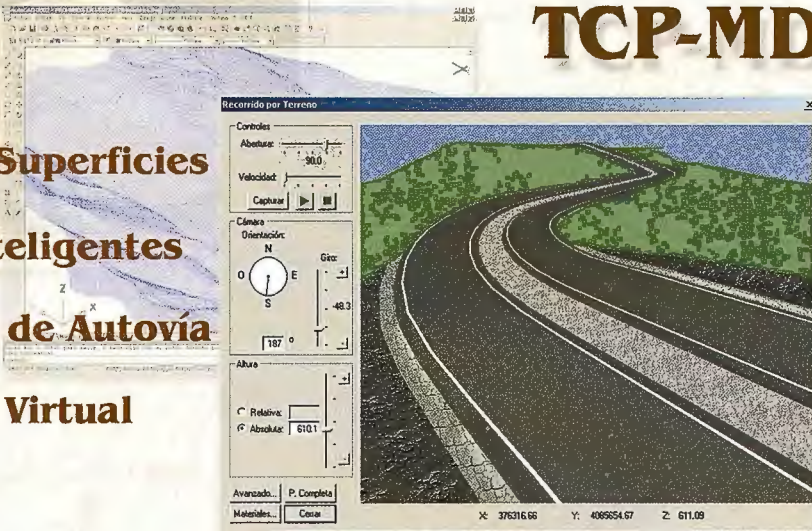 TCP-MD
Superficies
teligentes
de Autovía
Virtual
Recorrido por Terreno
Controles
Abertura:
90.0
Velocidad:
Capturar
Cámara
Orientación:
N
O
E
S
187 °
Giro:
-48.3
Altura
Relativa:
Absoluta: 610.1
Avanzado... P. Completa
Materiales... Cerrar
X: 376316.66 Y: 4085654.67 Z: 611.09
Z
X